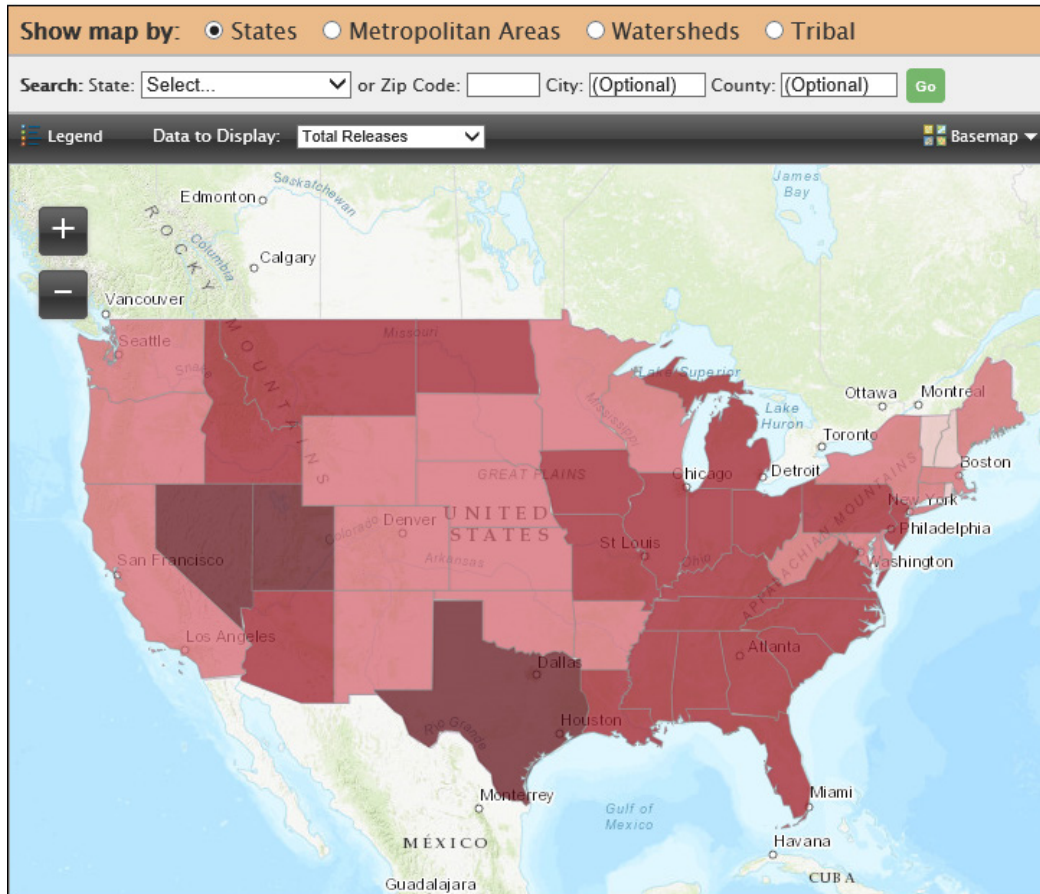 Show map by: States Metropolitan Areas Watersheds Tribal
Search: State: Select... or Zip Code: City: (Optional) County: (Optional) Go
Legend Data to Display: Total Releases Basemap
James
Bay
Saskatchewan
Edmonton
ROCKY MOUNTAINS
Columbia
Calgary
+
−
Vancouver
Seattle
Missouri
Snake
Lake Superior
Mississippi
Ottawa
Montreal
Lake
Huron
Toronto
Boston
GREAT PLAINS
Chicago
Detroit
New York
APPALACHIAN MOUNTAINS
Philadelphia
UNITED
STATES
Colorado
Denver
St Louis
Ohio
Washington
San Francisco
Arkansas
Los Angeles
Atlanta
Dallas
Houston
Rio Grande
Monterrey
Miami
Gulf of
Mexico
Havana
MÉXICO
CUBA
Guadalajara